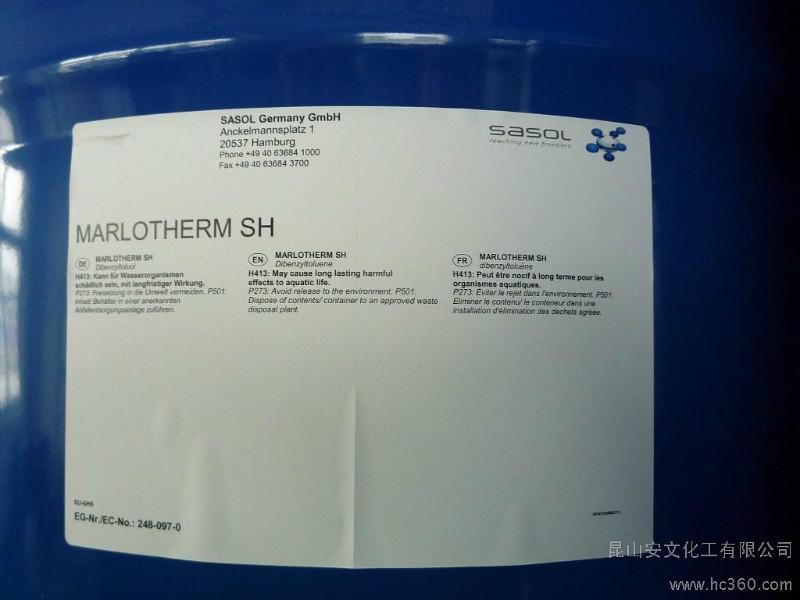 SASOL Germany GmbH
Anckelmannsplatz 1
20537 Hamburg
Phone +49 40 63684 1000
Fax +49 40 63684 3700
sasol
reaching new frontiers
MARLOTHERM SH
DE MARLOTHERM SH
Dibenzyltoluol
H413: Kann für Wasserorganismen
schädlich sein, mit langfristiger Wirkung.
P273: Freisetzung in die Umwelt vermeiden. P501:
Inhalt/ Behälter in einer anerkannten
Abfallentsorgungsanlage zuführen.
EN MARLOTHERM SH
Dibenzyltoluene
H413: May cause long lasting harmful
effects to aquatic life.
P273: Avoid release to the environment. P501:
Dispose of contents/ container to an approved waste
disposal plant.
FR MARLOTHERM SH
dibenzyltoluène
H413: Peut être nocif à long terme pour les
organismes aquatiques.
P273: Éviter le rejet dans l'environnement. P501:
Éliminer le contenu/ le conteneur dans une
installation d'élimination des déchets agréée.
EU-GHS
EG-Nr./EC-No.: 248-097-0
昆山安文化工有限公司
www.hc360.com